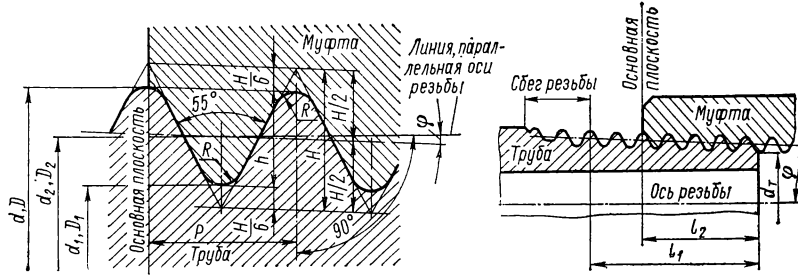 Муфта
Линия, парал-
лельная оси
резьбы
H/6
55°
R
R
H/2
H
H/2
h
φ
Основная плоскость
d, D
d₂, D₂
d₁, D₁
P
H/6
90°
Труба
Сбег резьбы
Основная
плоскость
Муфта
Труба
Ось резьбы
dт
φ
l₂
l₁